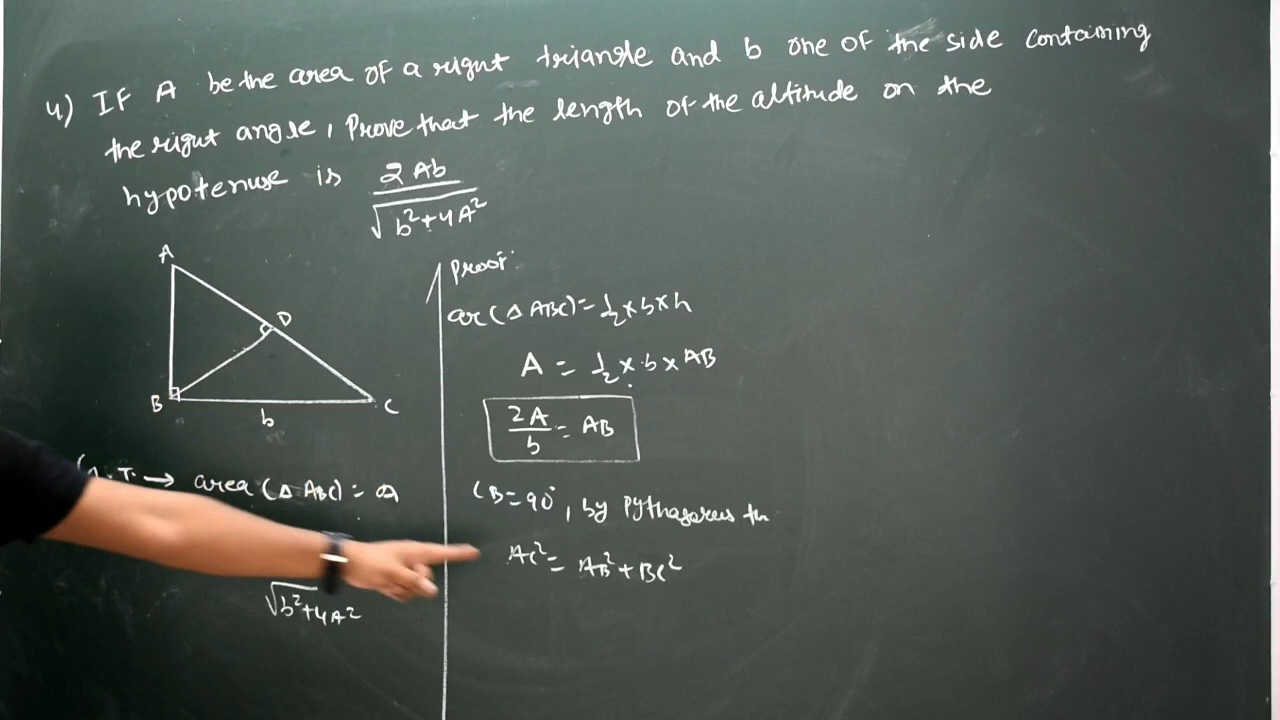 4) IF A be the area of a right triangle and b one of the side containing
the right angle, Prove that the length of the altitude on the
hypotenuse is 2Ab / √b²+4A²
A
D
B
C
b
.T. → area (△ ABC) = a
√b²+4A²
Proof:
ar(△ ABC) = ½ × b × h
A = ½ × b × AB
2A / b = AB
∠B = 90°, by Pythagoreus th
AC² = AB² + BC²